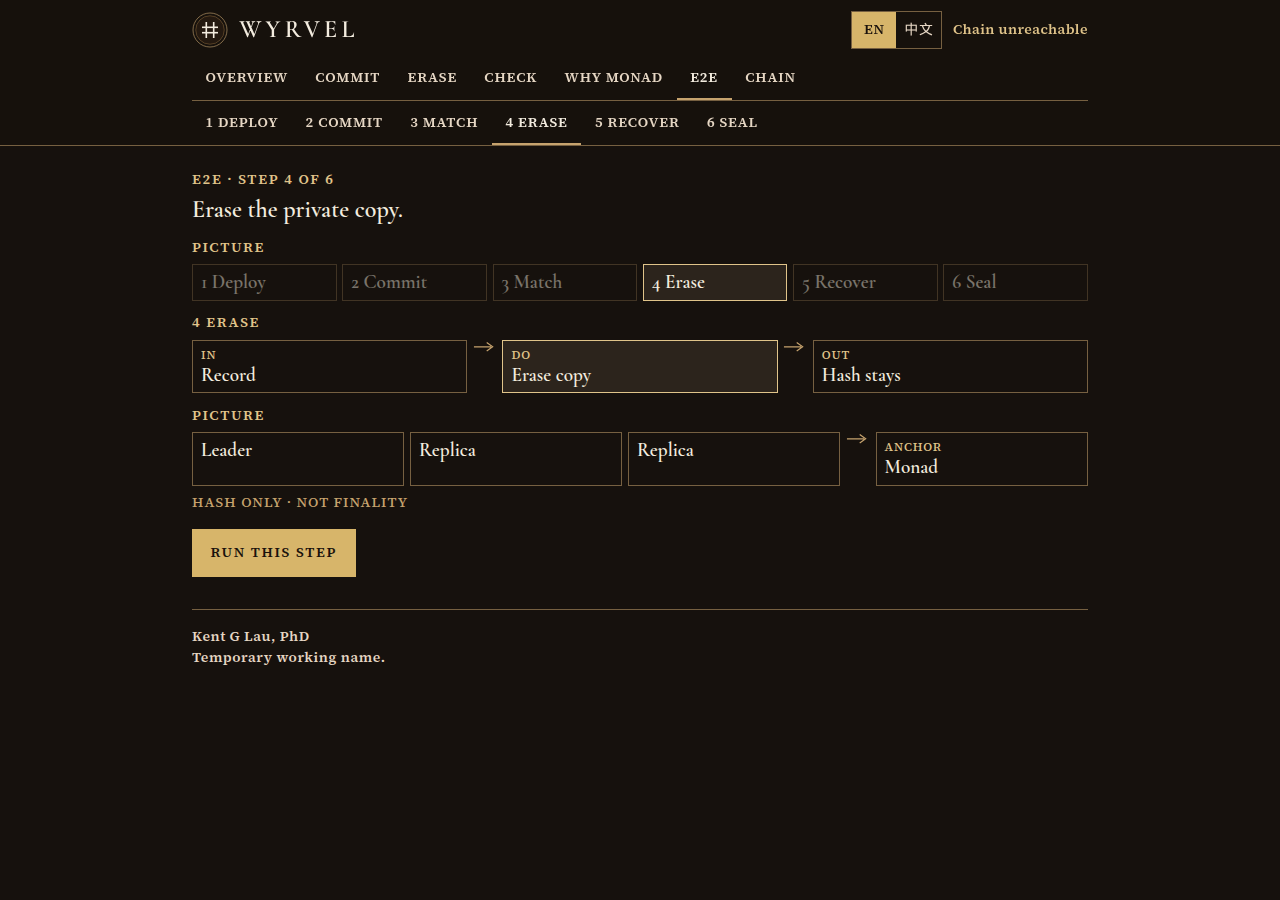 WYRVEL
EN 中文 Chain unreachable
OVERVIEW COMMIT ERASE CHECK WHY MONAD E2E CHAIN
1 DEPLOY 2 COMMIT 3 MATCH 4 ERASE 5 RECOVER 6 SEAL
E2E · STEP 4 OF 6
Erase the private copy.
PICTURE
1 Deploy 2 Commit 3 Match 4 Erase 5 Recover 6 Seal
4 ERASE
IN → DO → OUT
Record Erase copy Hash stays
PICTURE
Leader Replica Replica → ANCHOR
Monad
HASH ONLY · NOT FINALITY
RUN THIS STEP
Kent G Lau, PhD
Temporary working name.